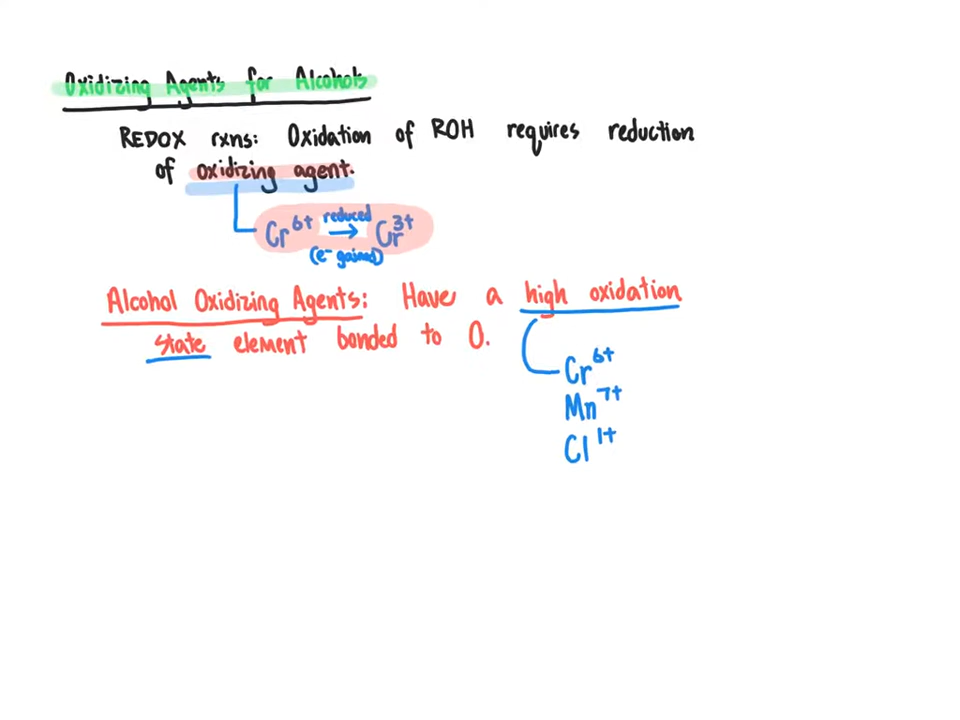 Oxidizing Agents for Alcohols
REDOX rxns: Oxidation of ROH requires reduction
of oxidizing agent.
Cr⁶⁺ reduced → Cr³⁺
(e⁻ gained)
Alcohol Oxidizing Agents: Have a high oxidation
state element bonded to O.
Cr⁶⁺
Mn⁷⁺
Cl¹⁺